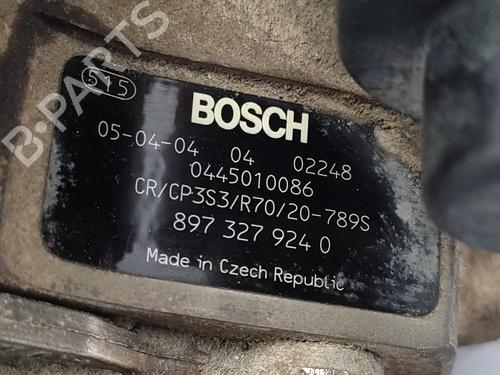 515
BOSCH
05-04-04 04 02248
0445010086
CR/CP3S3/R70/20-789S
897 327 924 0
Made in Czech Republic
B-PARTS